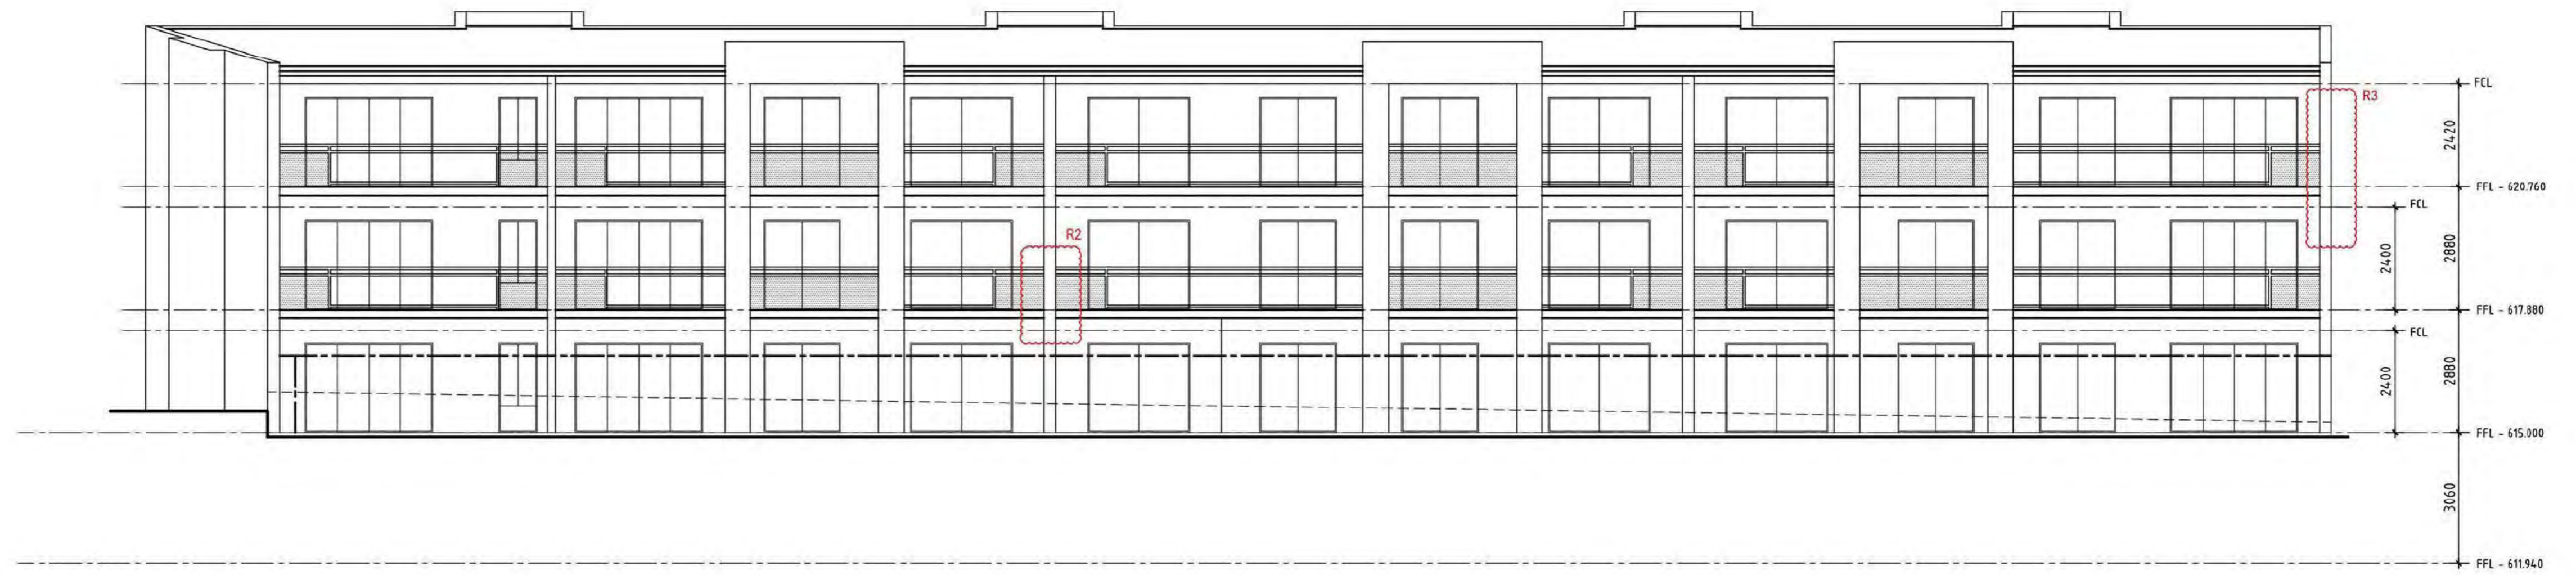 FCL
R3
2420
FFL - 620.760
FCL
R2
2400
2880
FFL - 617.880
FCL
2400
2880
FFL - 615.000
3060
FFL - 611.940